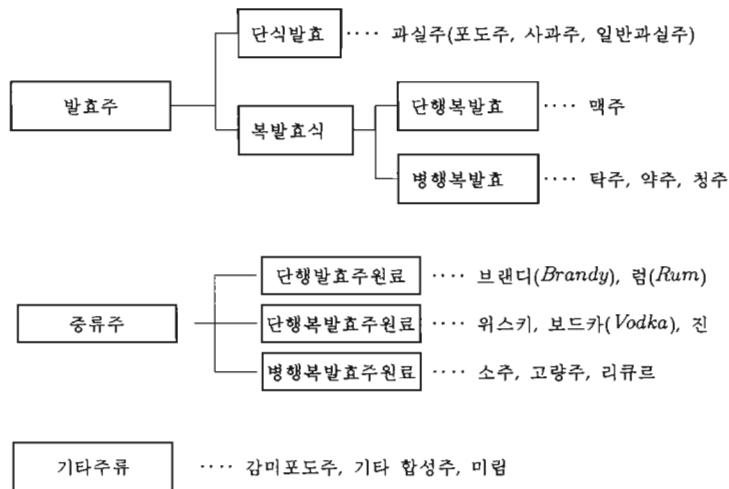 단식발효 ···· 과실주(포도주, 사과주, 일반과실주)
발효주
복발효식
단행복발효 ···· 맥주
병행복발효 ···· 탁주, 약주, 청주
증류주
단행발효주원료 ···· 브랜디(Brandy), 럼(Rum)
단행복발효주원료 ···· 위스키, 보드카(Vodka), 진
병행복발효주원료 ···· 소주, 고량주, 리큐르
기타주류 ···· 감미포도주, 기타 합성주, 미림